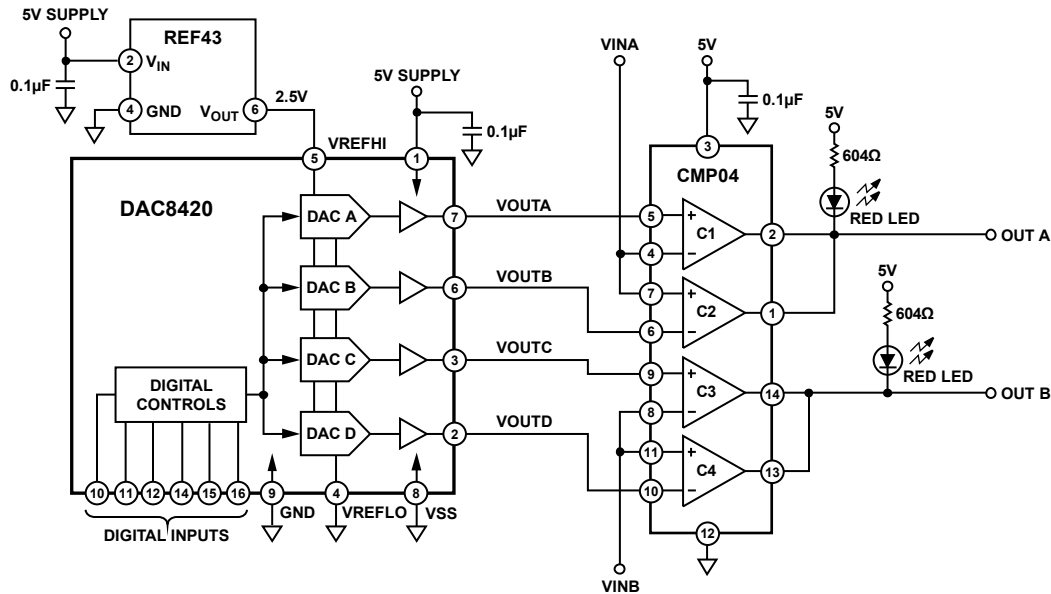 5V SUPPLY
REF43
2
VIN
0.1µF
4
GND
VOUT
6
2.5V
5V SUPPLY
0.1µF
5
VREFHI
1
DAC8420
DAC A
7
VOUTA
DAC B
6
VOUTB
DAC C
3
VOUTC
DAC D
2
VOUTD
DIGITAL
CONTROLS
10
11
12
14
15
16
9
GND
4
VREFLO
8
VSS
DIGITAL INPUTS
VINA
5V
0.1µF
3
CMP04
5
+
C1
2
4
−
7
+
C2
1
6
−
9
+
C3
14
8
−
11
+
C4
13
10
−
12
VINB
5V
604Ω
RED LED
OUT A
5V
604Ω
RED LED
OUT B